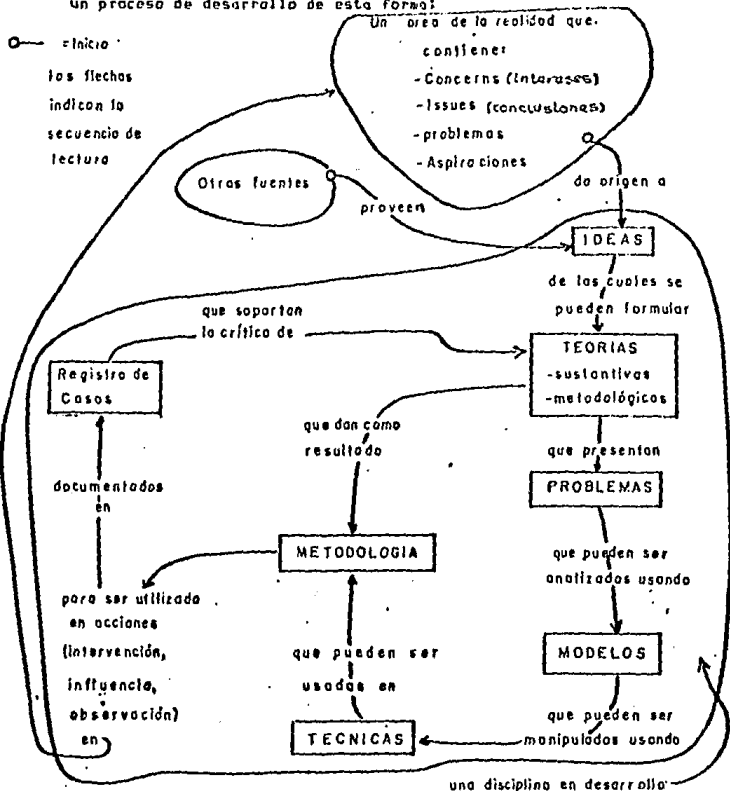 un proceso de desarrollo de esta forma:
= Inicio
las flechas
indican la
secuencia de
lectura
Un area de la realidad que.
contiener
-Concerns (intereses)
-Issues (conclusiones)
-problemas
-Aspiraciones
Otras fuentes
proveen
da origen a
IDEAS
de las cuales se
pueden formular
que soportan
la crítica de
TEORIAS
-sustantivas
-metodológicos
Registro de
Casos
que dan como
resultado
que presentan
PROBLEMAS
documentados
en
METODOLOGIA
que pueden ser
analizados usando
para ser utilizada
en acciones
(intervención,
influencia,
observación)
en
que pueden ser
usadas en
MODELOS
TECNICAS
que pueden ser
manipulados usando
una disciplina en desarrollo